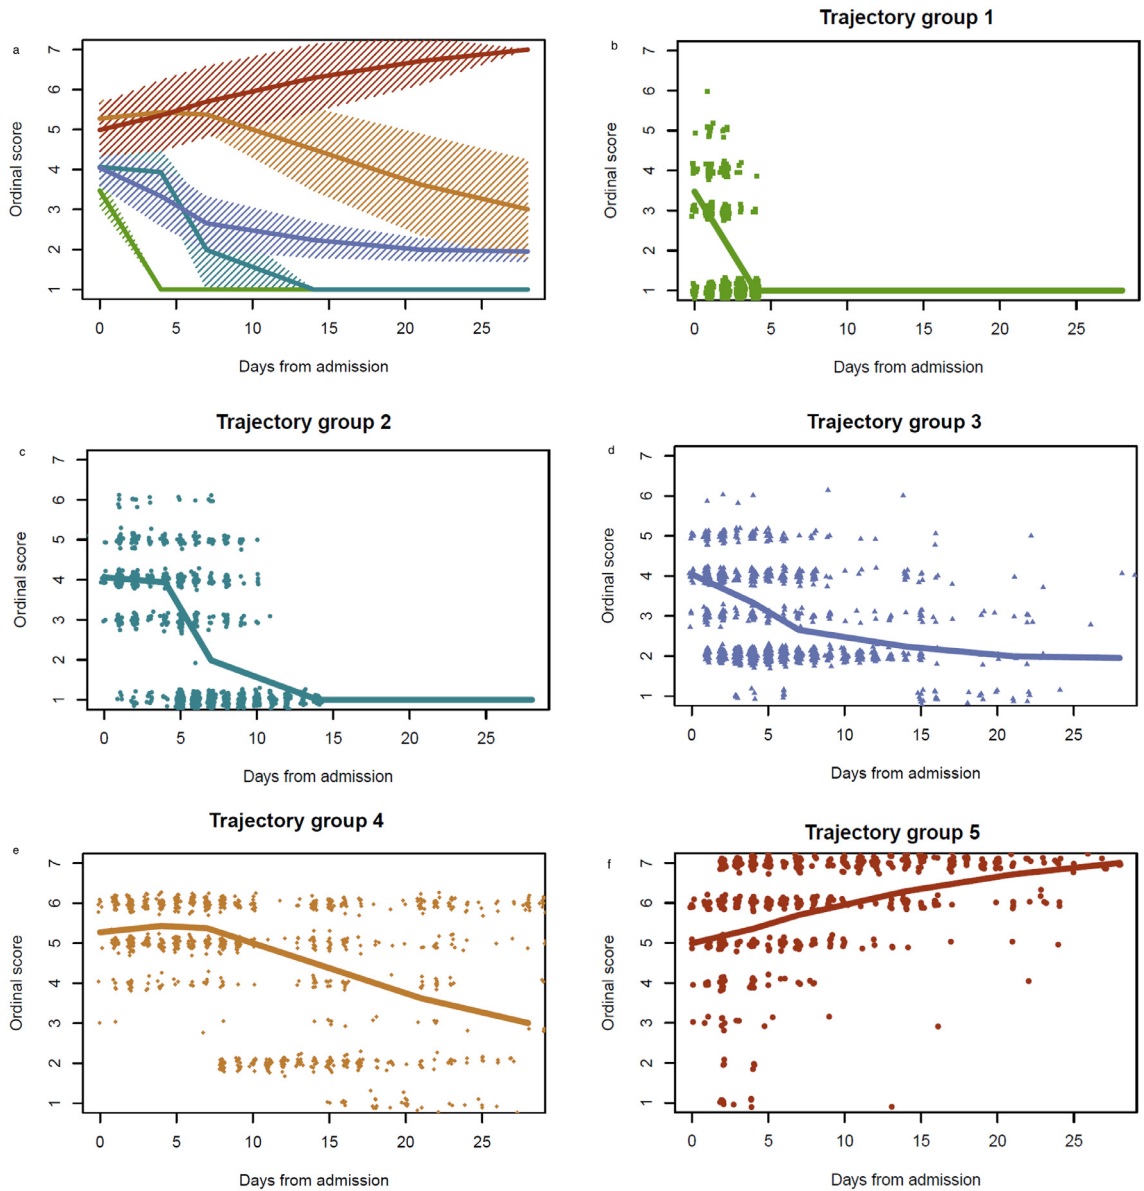 Trajectory group 1
a
b
7
6
5
4
3
2
1
Ordinal score
0 5 10 15 20 25
Days from admission
7
6
5
4
3
2
1
Ordinal score
0 5 10 15 20 25
Days from admission
Trajectory group 2
Trajectory group 3
c
d
7
6
5
4
3
2
1
Ordinal score
0 5 10 15 20 25
Days from admission
7
6
5
4
3
2
1
Ordinal score
0 5 10 15 20 25
Days from admission
Trajectory group 4
Trajectory group 5
e
f
7
6
5
4
3
2
1
Ordinal score
0 5 10 15 20 25
Days from admission
7
6
5
4
3
2
1
Ordinal score
0 5 10 15 20 25
Days from admission